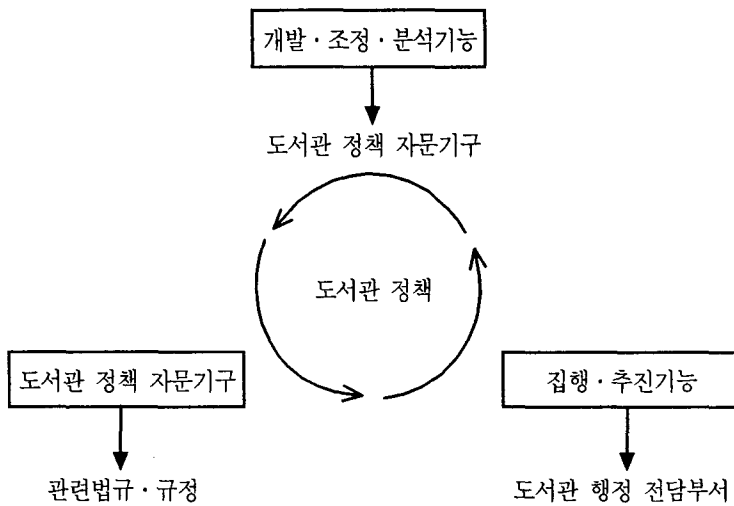 개발·조정·분석기능
도서관 정책 자문기구
도서관 정책
도서관 정책 자문기구
집행·추진기능
관련법규·규정
도서관 행정 전담부서